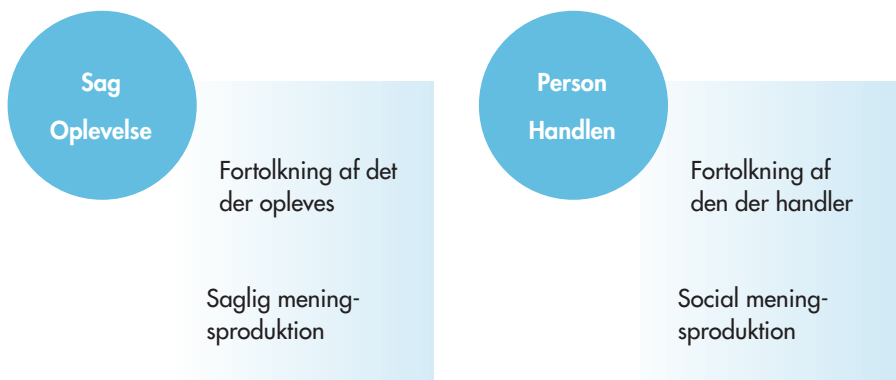 Sag
Oplevelse
Fortolkning af det
der opleves
Saglig mening-
sproduktion
Person
Handlen
Fortolkning af
den der handler
Social mening-
sproduktion